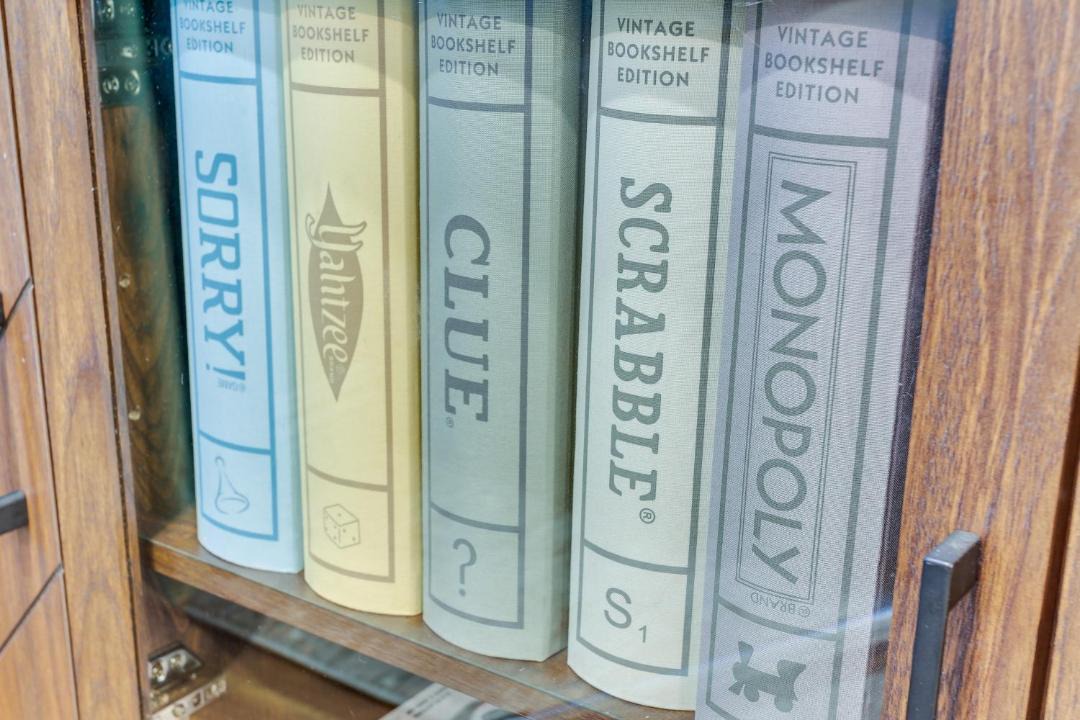 VINTAGE
BOOKSHELF
EDITION
SORRY!
®GAME
VINTAGE
BOOKSHELF
EDITION
Yahtzee
VINTAGE
BOOKSHELF
EDITION
CLUE®
?
VINTAGE
BOOKSHELF
EDITION
SCRABBLE®
S1
VINTAGE
BOOKSHELF
EDITION
MONOPOLY
®BRAND